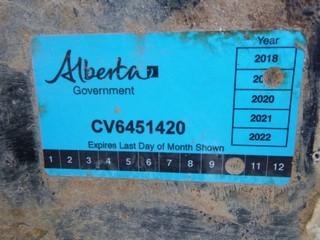 Year
Alberta
Government
2018
2020
2021
2022
CV6451420
Expires Last Day of Month Shown
1 2 3 4 5 6 7 8 9 11 12